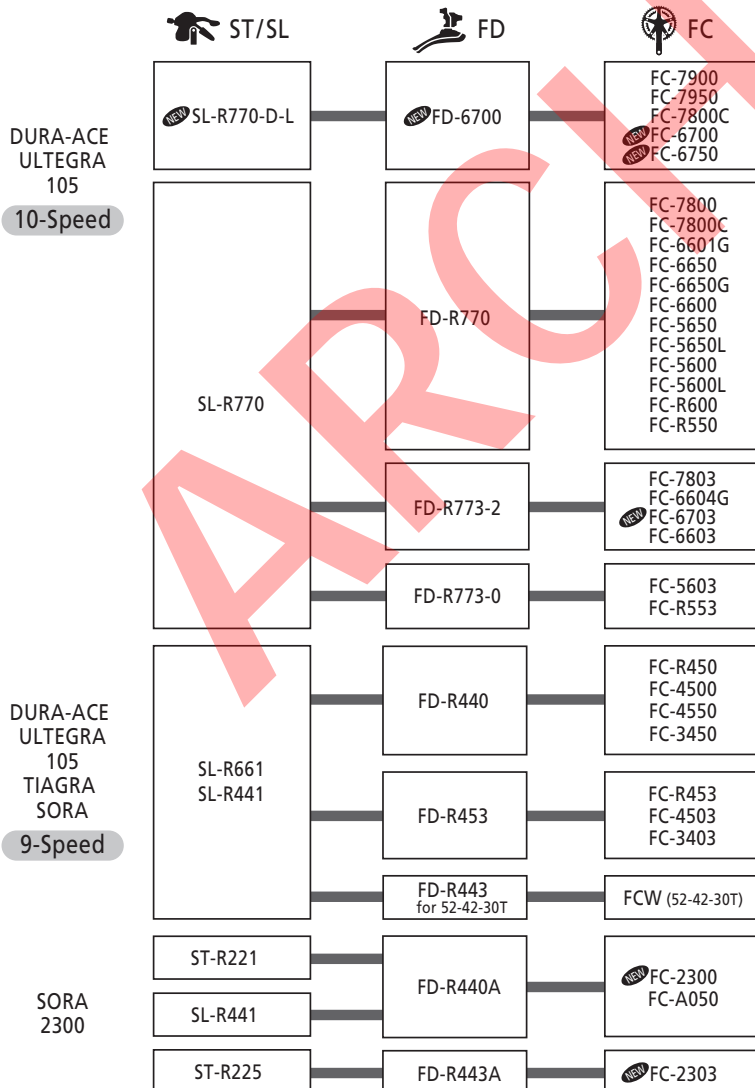 ST/SL FD FC
DURA-ACE
ULTEGRA
105
10-Speed
NEW SL-R770-D-L
NEW FD-6700
FC-7900
FC-7950
FC-7800C
NEW FC-6700
NEW FC-6750
SL-R770
FD-R770
FC-7800
FC-7800C
FC-6601G
FC-6650
FC-6650G
FC-6600
FC-5650
FC-5650L
FC-5600
FC-5600L
FC-R600
FC-R550
FD-R773-2
FC-7803
FC-6604G
NEW FC-6703
FC-6603
FD-R773-0
FC-5603
FC-R553
DURA-ACE
ULTEGRA
105
TIAGRA
SORA
9-Speed
SL-R661
SL-R441
FD-R440
FC-R450
FC-4500
FC-4550
FC-3450
FD-R453
FC-R453
FC-4503
FC-3403
FD-R443
for 52-42-30T
FCW (52-42-30T)
SORA
2300
ST-R221
SL-R441
FD-R440A
NEW FC-2300
FC-A050
ST-R225
FD-R443A
NEW FC-2303
ARCH